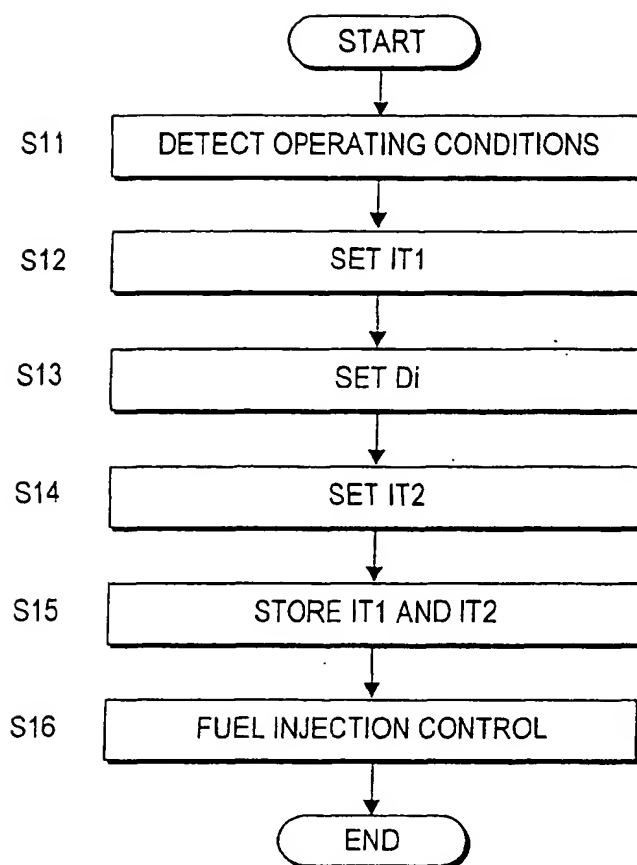 START
S11 DETECT OPERATING CONDITIONS
S12 SET IT1
S13 SET Di
S14 SET IT2
S15 STORE IT1 AND IT2
S16 FUEL INJECTION CONTROL
END